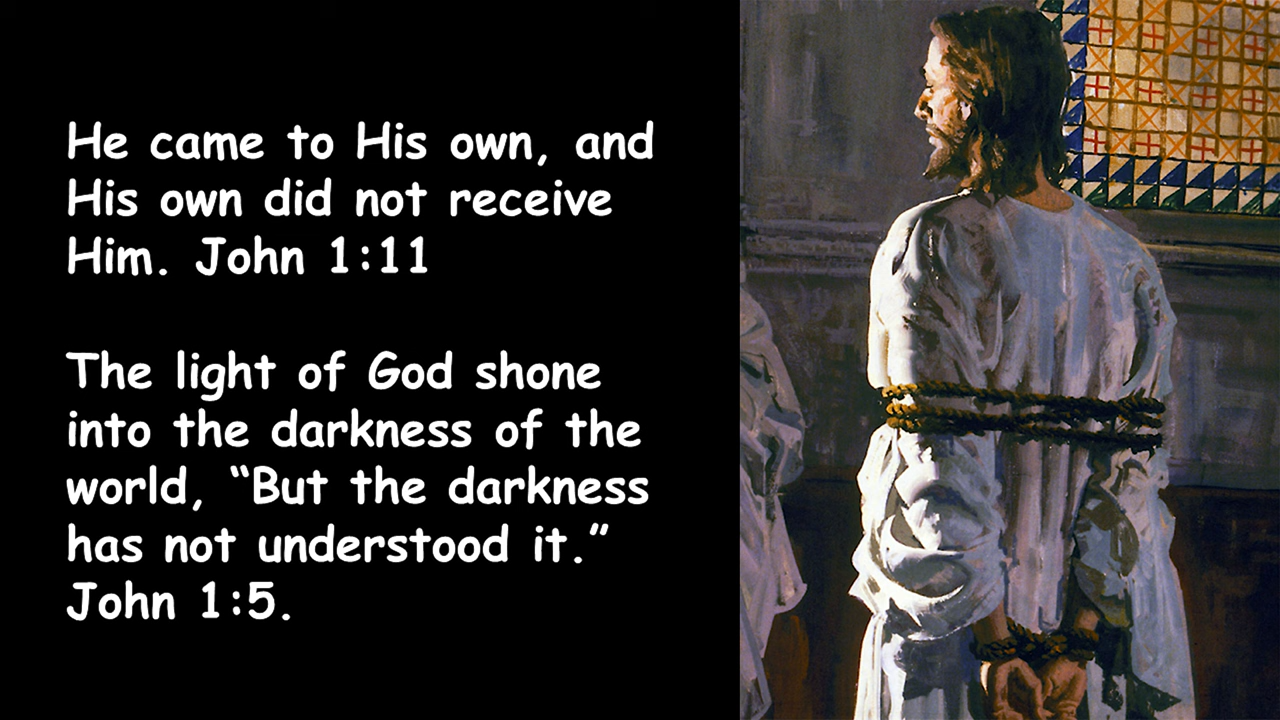 He came to His own, and
His own did not receive
Him. John 1:11
The light of God shone
into the darkness of the
world, “But the darkness
has not understood it.”
John 1:5.